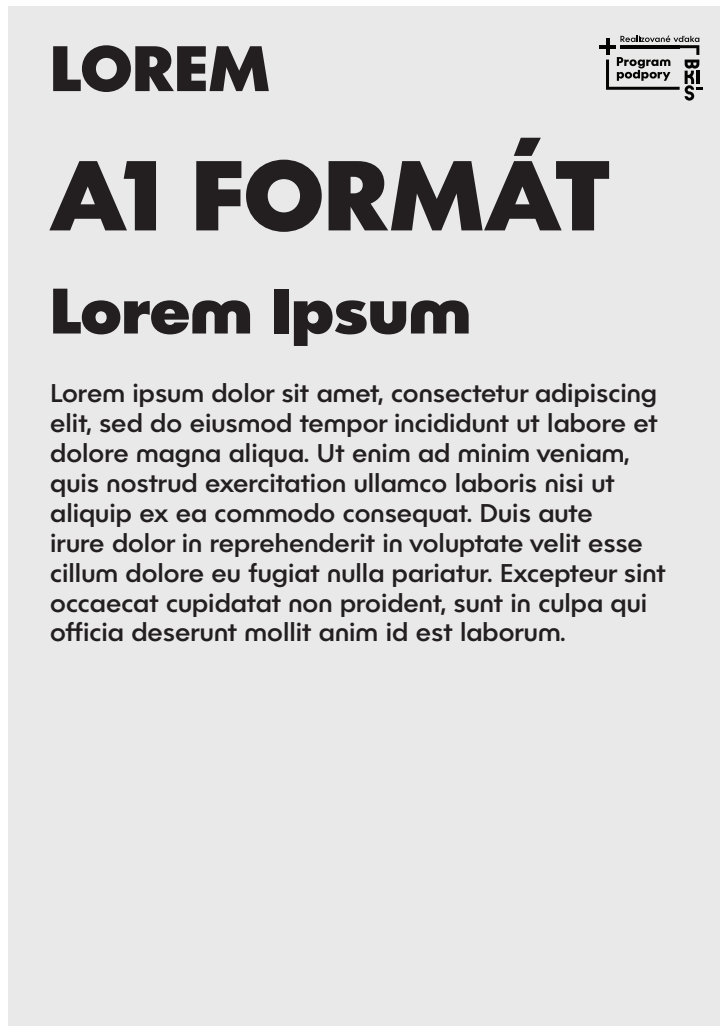 LOREM
Realizované vďaka
Program
podpory
BKIS
A1 FORMÁT
Lorem Ipsum
Lorem ipsum dolor sit amet, consectetur adipiscing
elit, sed do eiusmod tempor incididunt ut labore et
dolore magna aliqua. Ut enim ad minim veniam,
quis nostrud exercitation ullamco laboris nisi ut
aliquip ex ea commodo consequat. Duis aute
irure dolor in reprehenderit in voluptate velit esse
cillum dolore eu fugiat nulla pariatur. Excepteur sint
occaecat cupidatat non proident, sunt in culpa qui
officia deserunt mollit anim id est laborum.